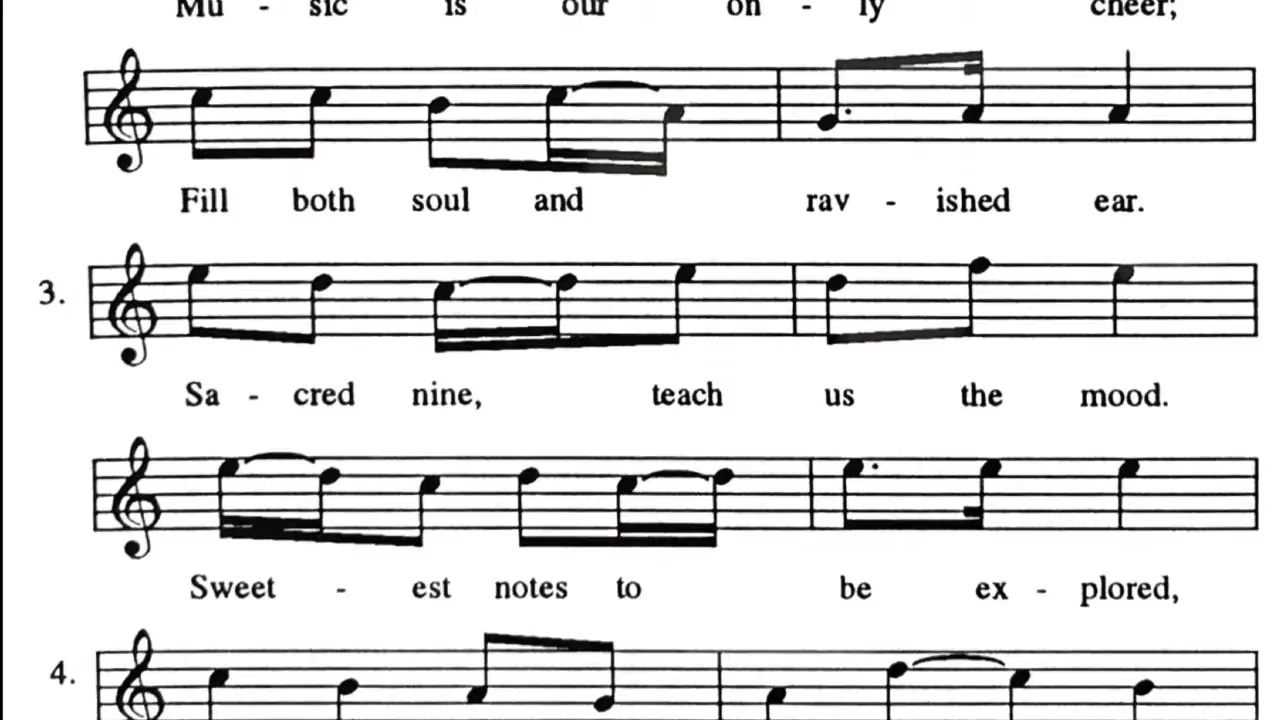 Mu - sic is our on - ly cheer;
Fill both soul and rav - ished ear.
3.
Sa - cred nine, teach us the mood.
Sweet - est notes to be ex - plored,
4.